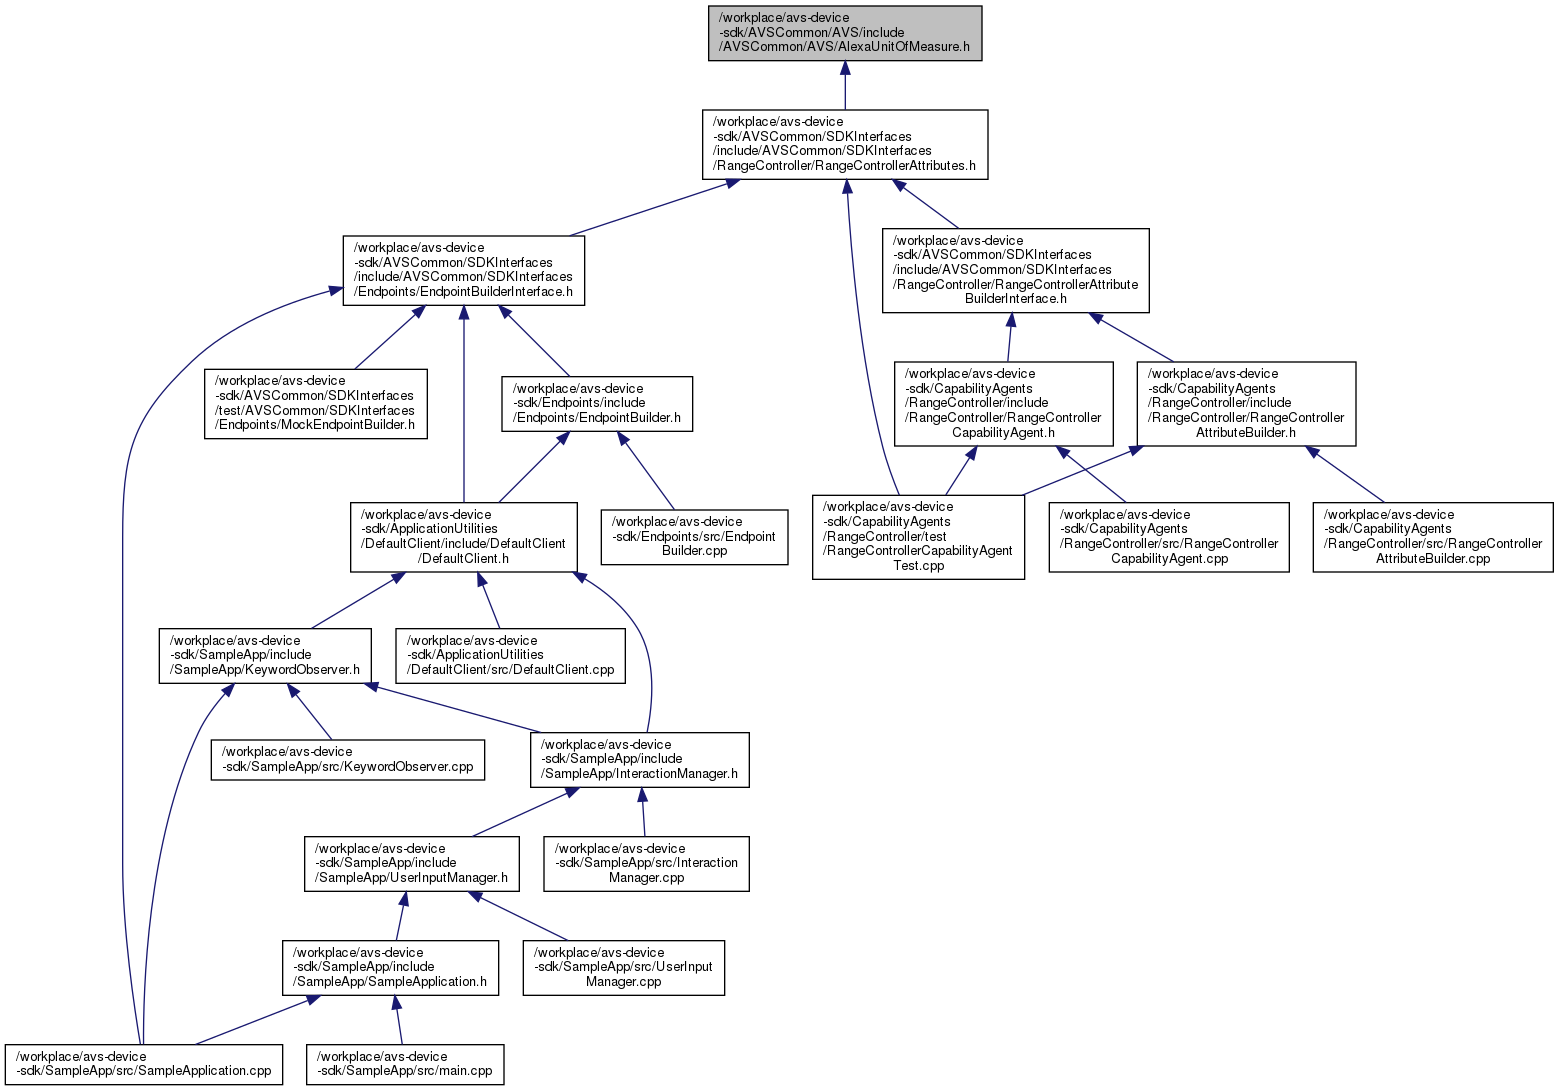 /workplace/avs-device
-sdk/AVSCommon/AVS/include
/AVSCommon/AVS/AlexaUnitOfMeasure.h
/workplace/avs-device
-sdk/AVSCommon/SDKInterfaces
/include/AVSCommon/SDKInterfaces
/RangeController/RangeControllerAttributes.h
/workplace/avs-device
-sdk/AVSCommon/SDKInterfaces
/include/AVSCommon/SDKInterfaces
/Endpoints/EndpointBuilderInterface.h
/workplace/avs-device
-sdk/AVSCommon/SDKInterfaces
/include/AVSCommon/SDKInterfaces
/RangeController/RangeControllerAttribute
BuilderInterface.h
/workplace/avs-device
-sdk/AVSCommon/SDKInterfaces
/test/AVSCommon/SDKInterfaces
/Endpoints/MockEndpointBuilder.h
/workplace/avs-device
-sdk/Endpoints/include
/Endpoints/EndpointBuilder.h
/workplace/avs-device
-sdk/CapabilityAgents
/RangeController/include
/RangeController/RangeController
CapabilityAgent.h
/workplace/avs-device
-sdk/CapabilityAgents
/RangeController/include
/RangeController/RangeController
AttributeBuilder.h
/workplace/avs-device
-sdk/ApplicationUtilities
/DefaultClient/include/DefaultClient
/DefaultClient.h
/workplace/avs-device
-sdk/Endpoints/src/Endpoint
Builder.cpp
/workplace/avs-device
-sdk/CapabilityAgents
/RangeController/test
/RangeControllerCapabilityAgent
Test.cpp
/workplace/avs-device
-sdk/CapabilityAgents
/RangeController/src/RangeController
CapabilityAgent.cpp
/workplace/avs-device
-sdk/CapabilityAgents
/RangeController/src/RangeController
AttributeBuilder.cpp
/workplace/avs-device
-sdk/SampleApp/include
/SampleApp/KeywordObserver.h
/workplace/avs-device
-sdk/ApplicationUtilities
/DefaultClient/src/DefaultClient.cpp
/workplace/avs-device
-sdk/SampleApp/src/KeywordObserver.cpp
/workplace/avs-device
-sdk/SampleApp/include
/SampleApp/InteractionManager.h
/workplace/avs-device
-sdk/SampleApp/include
/SampleApp/UserInputManager.h
/workplace/avs-device
-sdk/SampleApp/src/Interaction
Manager.cpp
/workplace/avs-device
-sdk/SampleApp/include
/SampleApp/SampleApplication.h
/workplace/avs-device
-sdk/SampleApp/src/UserInput
Manager.cpp
/workplace/avs-device
-sdk/SampleApp/src/SampleApplication.cpp
/workplace/avs-device
-sdk/SampleApp/src/main.cpp